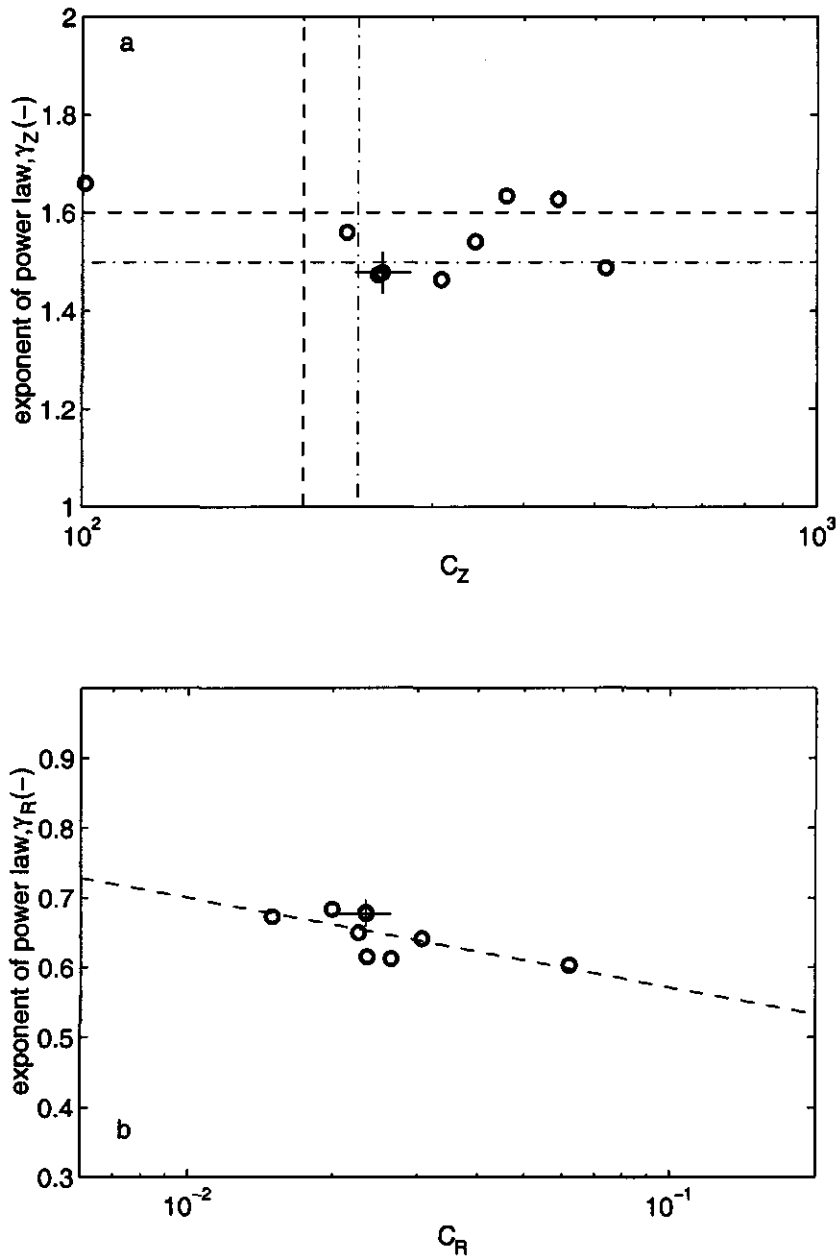 a
exponent of power law,γZ(−)
2
1.8
1.6
1.4
1.2
1
10²
10³
CZ
exponent of power law,γR(−)
0.9
0.8
0.7
0.6
0.5
0.4
0.3
b
10⁻²
10⁻¹
CR